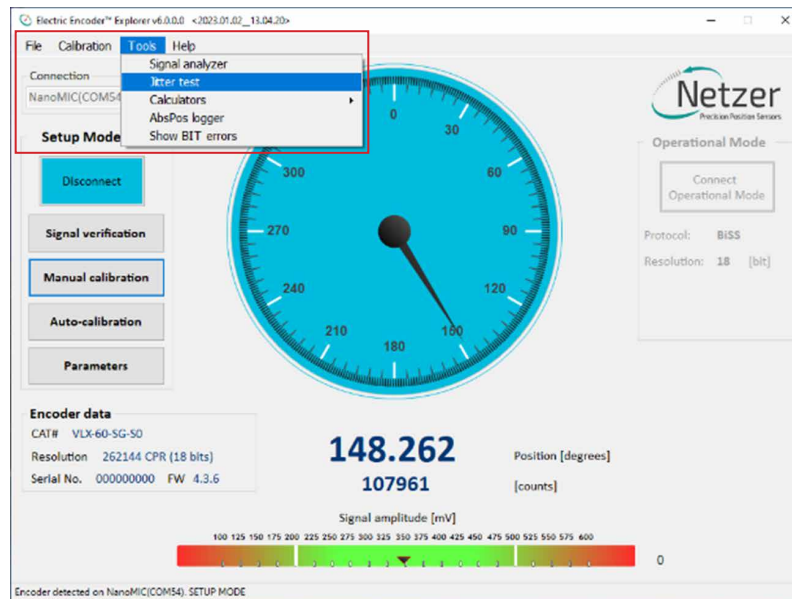 Electric Encoder™ Explorer v6.0.0.0 <2023.01.02__13.04.20>
File Calibration Tools Help
Signal analyzer
Jitter test
Calculators
AbsPos logger
Show BIT errors
Connection
NanoMIC(COM54
Setup Mode
Disconnect
Signal verification
Manual calibration
Auto-calibration
Parameters
0
30
60
90
120
160
180
210
240
270
300
Netzer
Precision Position Sensors
Operational Mode
Connect
Operational Mode
Protocol: BiSS
Resolution: 18 [bit]
Encoder data
CAT# VLX-60-SG-S0
Resolution 262144 CPR (18 bits)
Serial No. 000000000 FW 4.3.6
148.262 Position [degrees]
107961 [counts]
Signal amplitude [mV]
100 125 150 175 200 225 250 275 300 325 350 375 400 425 450 475 500 525 550 575 600
0
Encoder detected on NanoMIC(COM54). SETUP MODE